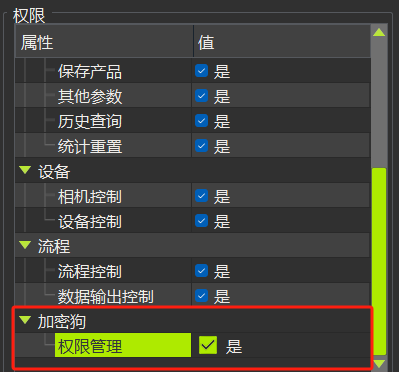 权限
属性 值
保存产品 是
其他参数 是
历史查询 是
统计重置 是
设备
相机控制 是
设备控制 是
流程
流程控制 是
数据输出控制 是
加密狗
权限管理 是